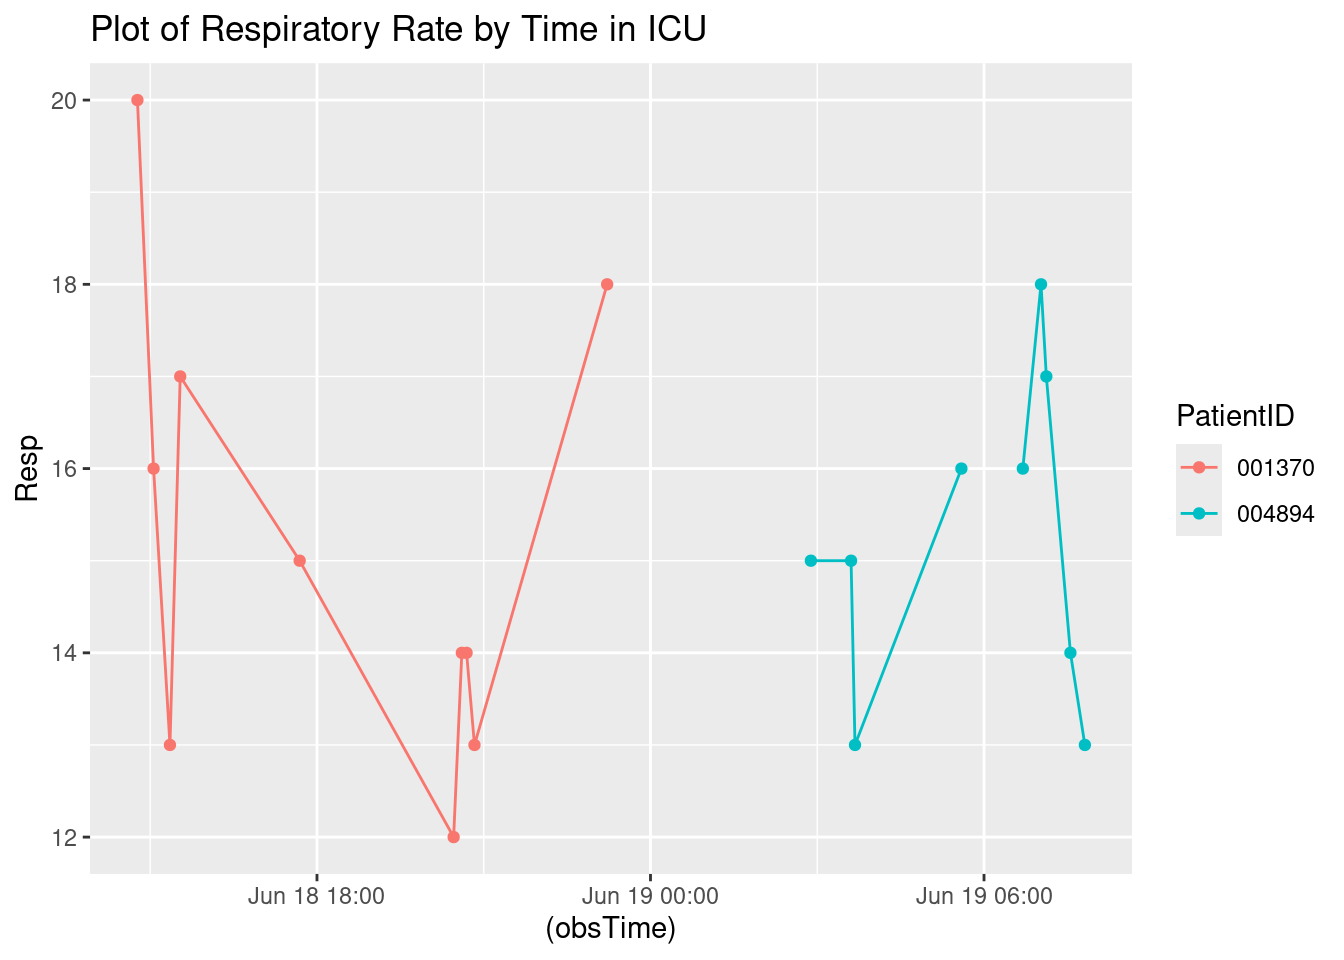 Plot of Respiratory Rate by Time in ICU
20
18
16
14
12
Resp
Jun 18 18:00
Jun 19 00:00
Jun 19 06:00
(obsTime)
PatientID
001370
004894